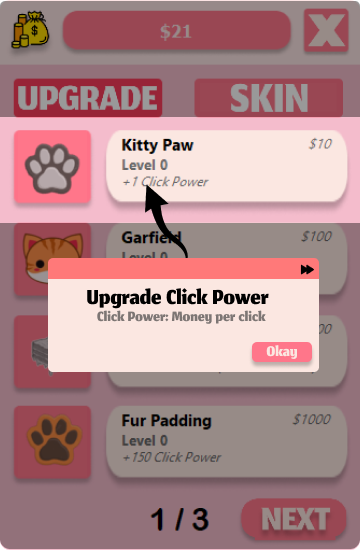 $21
X
UPGRADE
SKIN
Kitty Paw
$10
Level 0
+1 Click Power
Garfield
$100
Level 0
Upgrade Click Power
Click Power: Money per click
Okay
00
Fur Padding
$1000
Level 0
+150 Click Power
1 / 3
NEXT